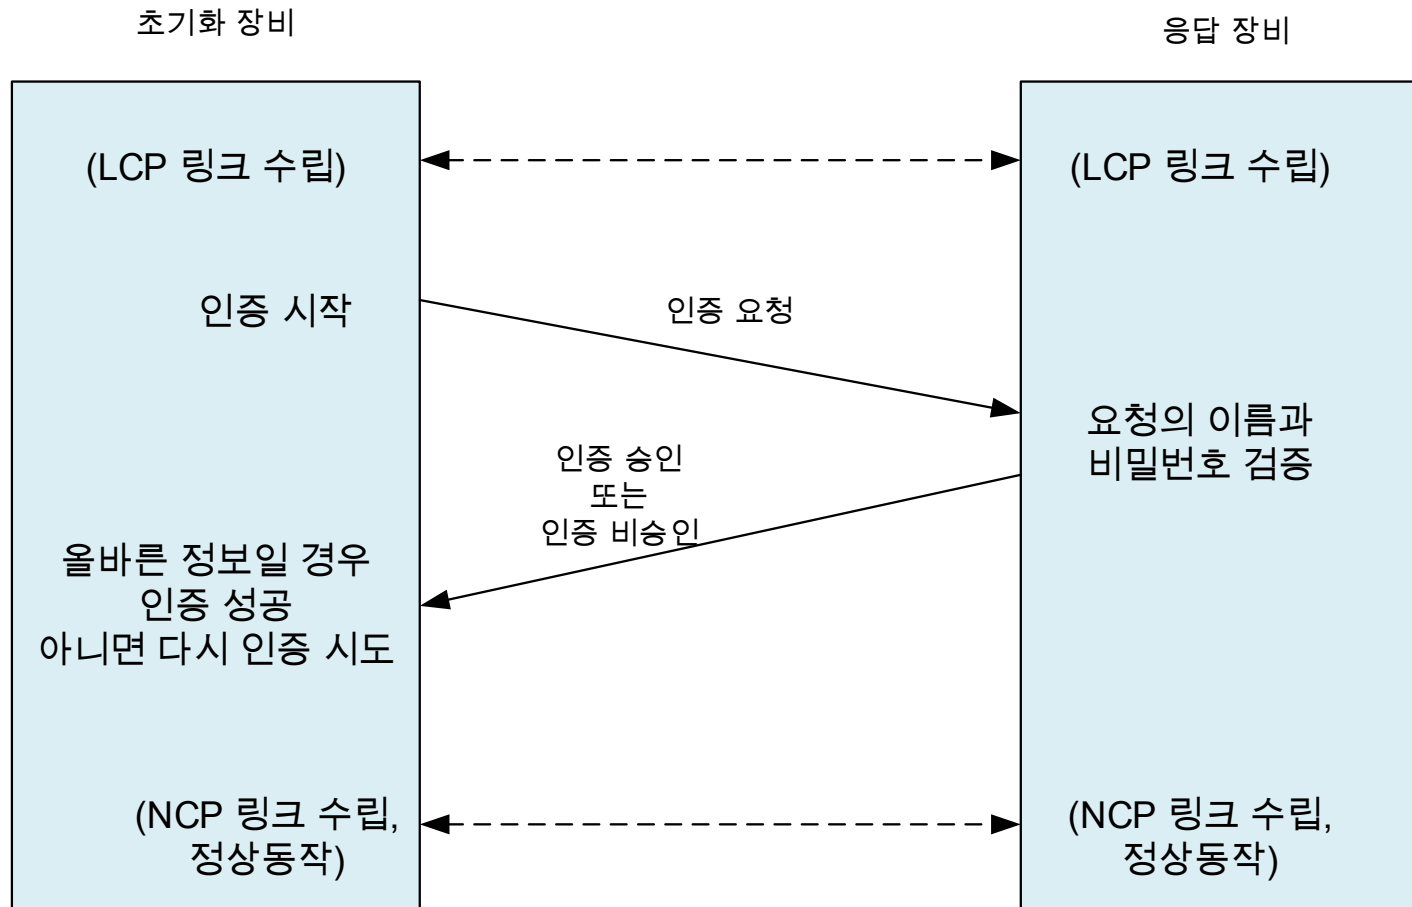 초기화 장비
응답 장비
(LCP 링크 수립)
(LCP 링크 수립)
인증 시작
인증 요청
요청의 이름과
비밀번호 검증
인증 승인
또는
인증 비승인
올바른 정보일 경우
인증 성공
아니면 다시 인증 시도
(NCP 링크 수립,
정상동작)
(NCP 링크 수립,
정상동작)